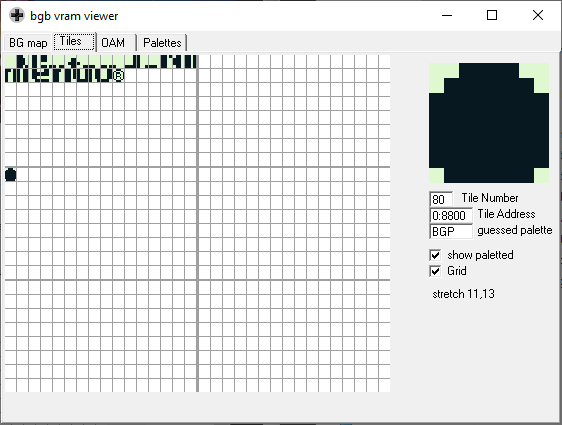 bgb vram viewer
BG map Tiles OAM Palettes
®
80 Tile Number
0:8800 Tile Address
BGP guessed palette
show paletted
Grid
stretch 11,13